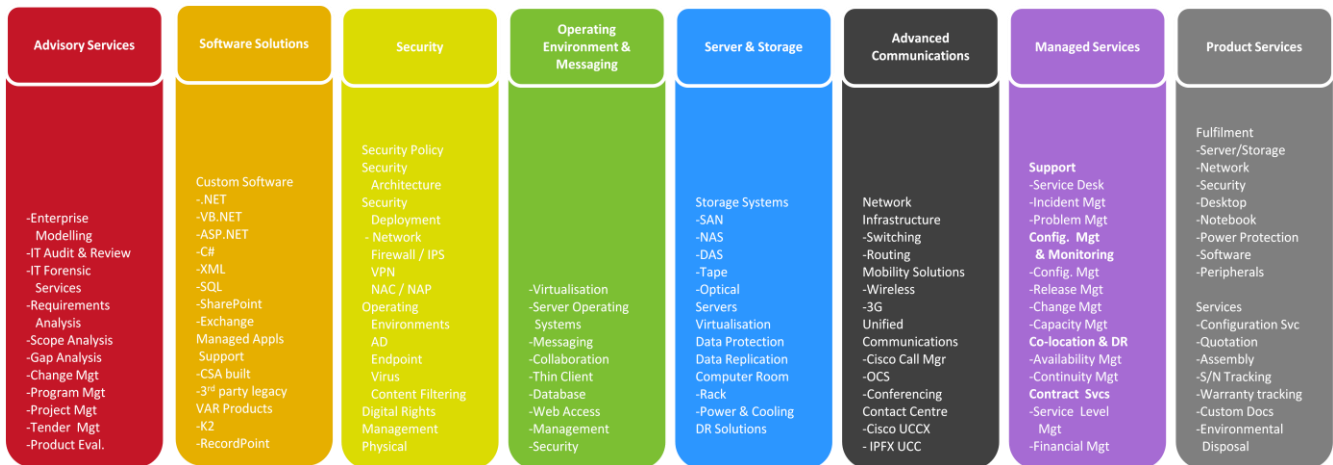 Advisory Services
-Enterprise
Modelling
-IT Audit & Review
-IT Forensic
Services
-Requirements
Analysis
-Scope Analysis
-Gap Analysis
-Change Mgt
-Program Mgt
-Project Mgt
-Tender Mgt
-Product Eval.
Software Solutions
Custom Software
-.NET
-VB.NET
-ASP.NET
-C#
-XML
-SQL
-SharePoint
-Exchange
Managed Appls
Support
-CSA built
-3rd party legacy
VAR Products
-K2
-RecordPoint
Security
Security Policy
Security
Architecture
Security
Deployment
- Network
Firewall / IPS
VPN
NAC / NAP
Operating
Environments
AD
Endpoint
Virus
Content Filtering
Digital Rights
Management
Physical
Operating
Environment &
Messaging
-Virtualisation
-Server Operating
Systems
-Messaging
-Collaboration
-Thin Client
-Database
-Web Access
-Management
-Security
Server & Storage
Storage Systems
-SAN
-NAS
-DAS
-Tape
-Optical
Servers
Virtualisation
Data Protection
Data Replication
Computer Room
-Rack
-Power & Cooling
DR Solutions
Advanced
Communications
Network
Infrastructure
-Switching
-Routing
Mobility Solutions
-Wireless
-3G
Unified
Communications
-Cisco Call Mgr
-OCS
-Conferencing
Contact Centre
-Cisco UCCX
- IPFX UCC
Managed Services
Support
-Service Desk
-Incident Mgt
-Problem Mgt
Config. Mgt
& Monitoring
-Config. Mgt
-Release Mgt
-Change Mgt
-Capacity Mgt
Co-location & DR
-Availability Mgt
-Continuity Mgt
Contract Svcs
-Service Level
Mgt
-Financial Mgt
Product Services
Fulfilment
-Server/Storage
-Network
-Security
-Desktop
-Notebook
-Power Protection
-Software
-Peripherals
Services
-Configuration Svc
-Quotation
-Assembly
-S/N Tracking
-Warranty tracking
-Custom Docs
-Environmental
Disposal